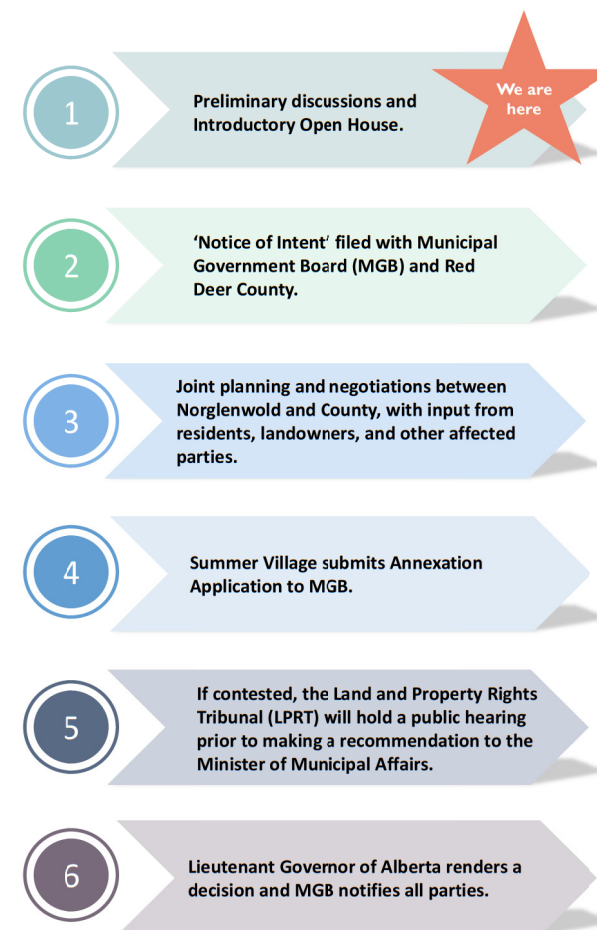 We are
here
1
Preliminary discussions and
Introductory Open House.
2
‘Notice of Intent’ filed with Municipal
Government Board (MGB) and Red
Deer County.
3
Joint planning and negotiations between
Norglenwold and County, with input from
residents, landowners, and other affected
parties.
4
Summer Village submits Annexation
Application to MGB.
5
If contested, the Land and Property Rights
Tribunal (LPRT) will hold a public hearing
prior to making a recommendation to the
Minister of Municipal Affairs.
6
Lieutenant Governor of Alberta renders a
decision and MGB notifies all parties.